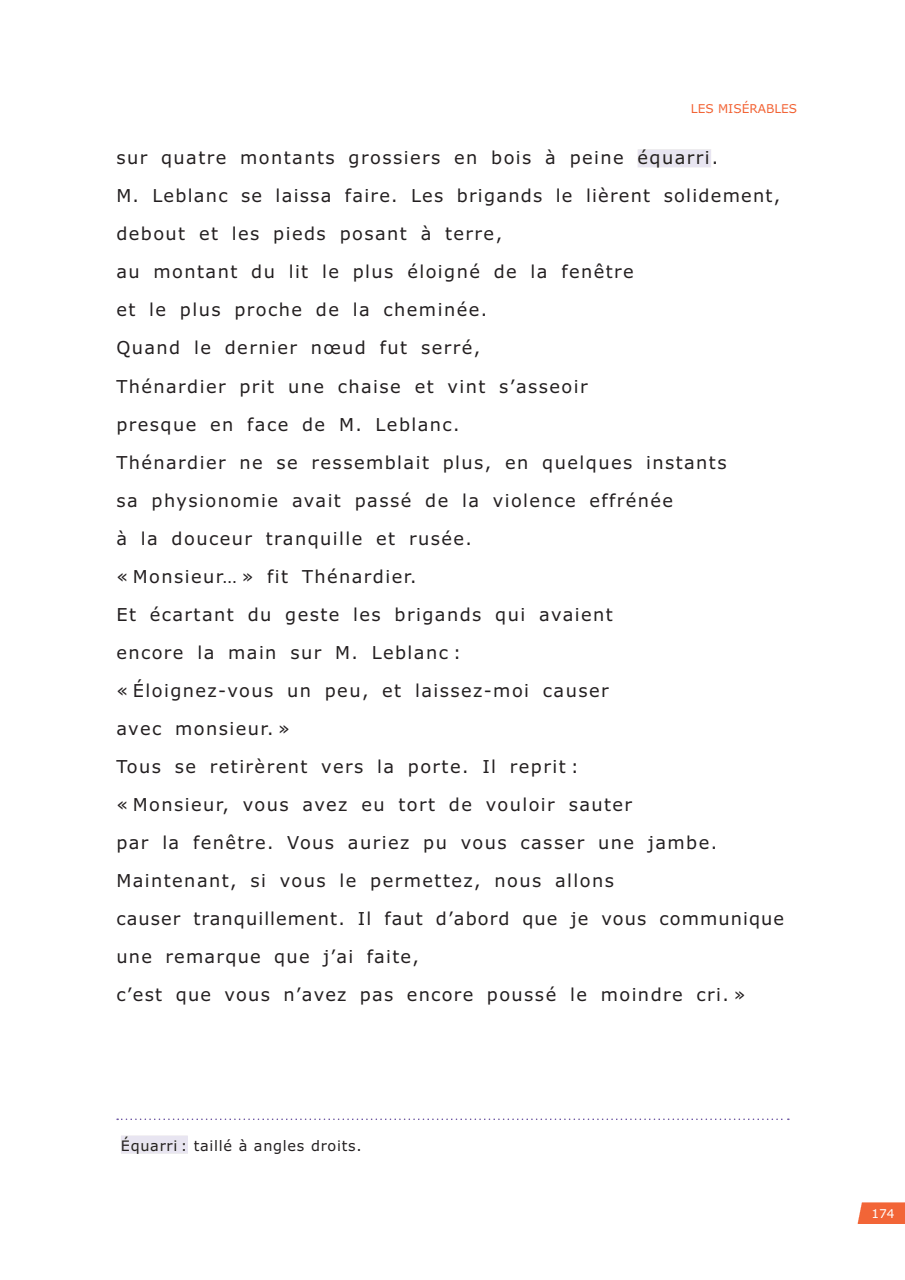 LES MISÉRABLES
sur quatre montants grossiers en bois à peine équarri.
M. Leblanc se laissa faire. Les brigands le lièrent solidement,
debout et les pieds posant à terre,
au montant du lit le plus éloigné de la fenêtre
et le plus proche de la cheminée.
Quand le dernier nœud fut serré,
Thénardier prit une chaise et vint s’asseoir
presque en face de M. Leblanc.
Thénardier ne se ressemblait plus, en quelques instants
sa physionomie avait passé de la violence effrénée
à la douceur tranquille et rusée.
« Monsieur… » fit Thénardier.
Et écartant du geste les brigands qui avaient
encore la main sur M. Leblanc :
« Éloignez-vous un peu, et laissez-moi causer
avec monsieur. »
Tous se retirèrent vers la porte. Il reprit :
« Monsieur, vous avez eu tort de vouloir sauter
par la fenêtre. Vous auriez pu vous casser une jambe.
Maintenant, si vous le permettez, nous allons
causer tranquillement. Il faut d’abord que je vous communique
une remarque que j’ai faite,
c’est que vous n’avez pas encore poussé le moindre cri. »
Équarri : taillé à angles droits.
174